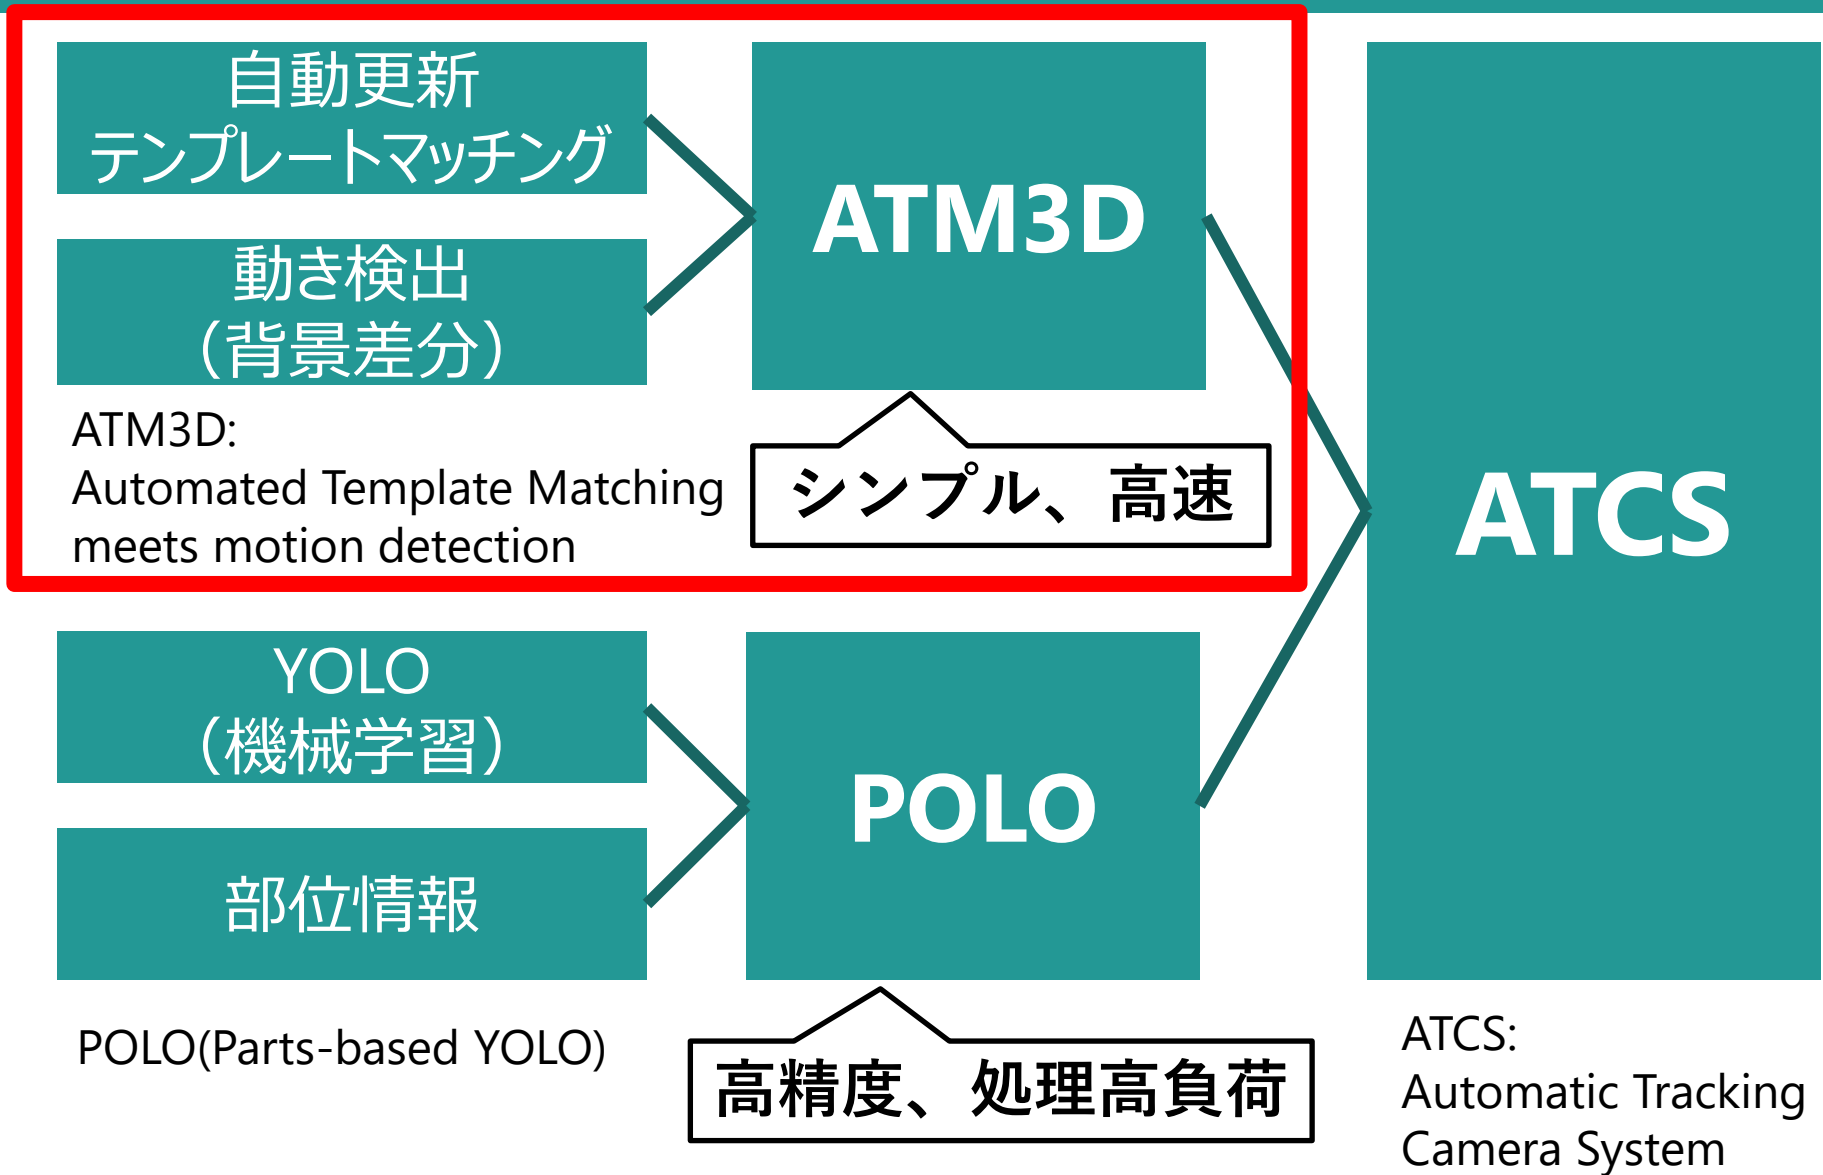 自動更新
テンプレートマッチング
動き検出
（背景差分）
ATM3D
ATM3D:
Automated Template Matching
meets motion detection
シンプル、高速
YOLO
（機械学習）
部位情報
POLO
POLO(Parts-based YOLO)
高精度、処理高負荷
ATCS
ATCS:
Automatic Tracking
Camera System